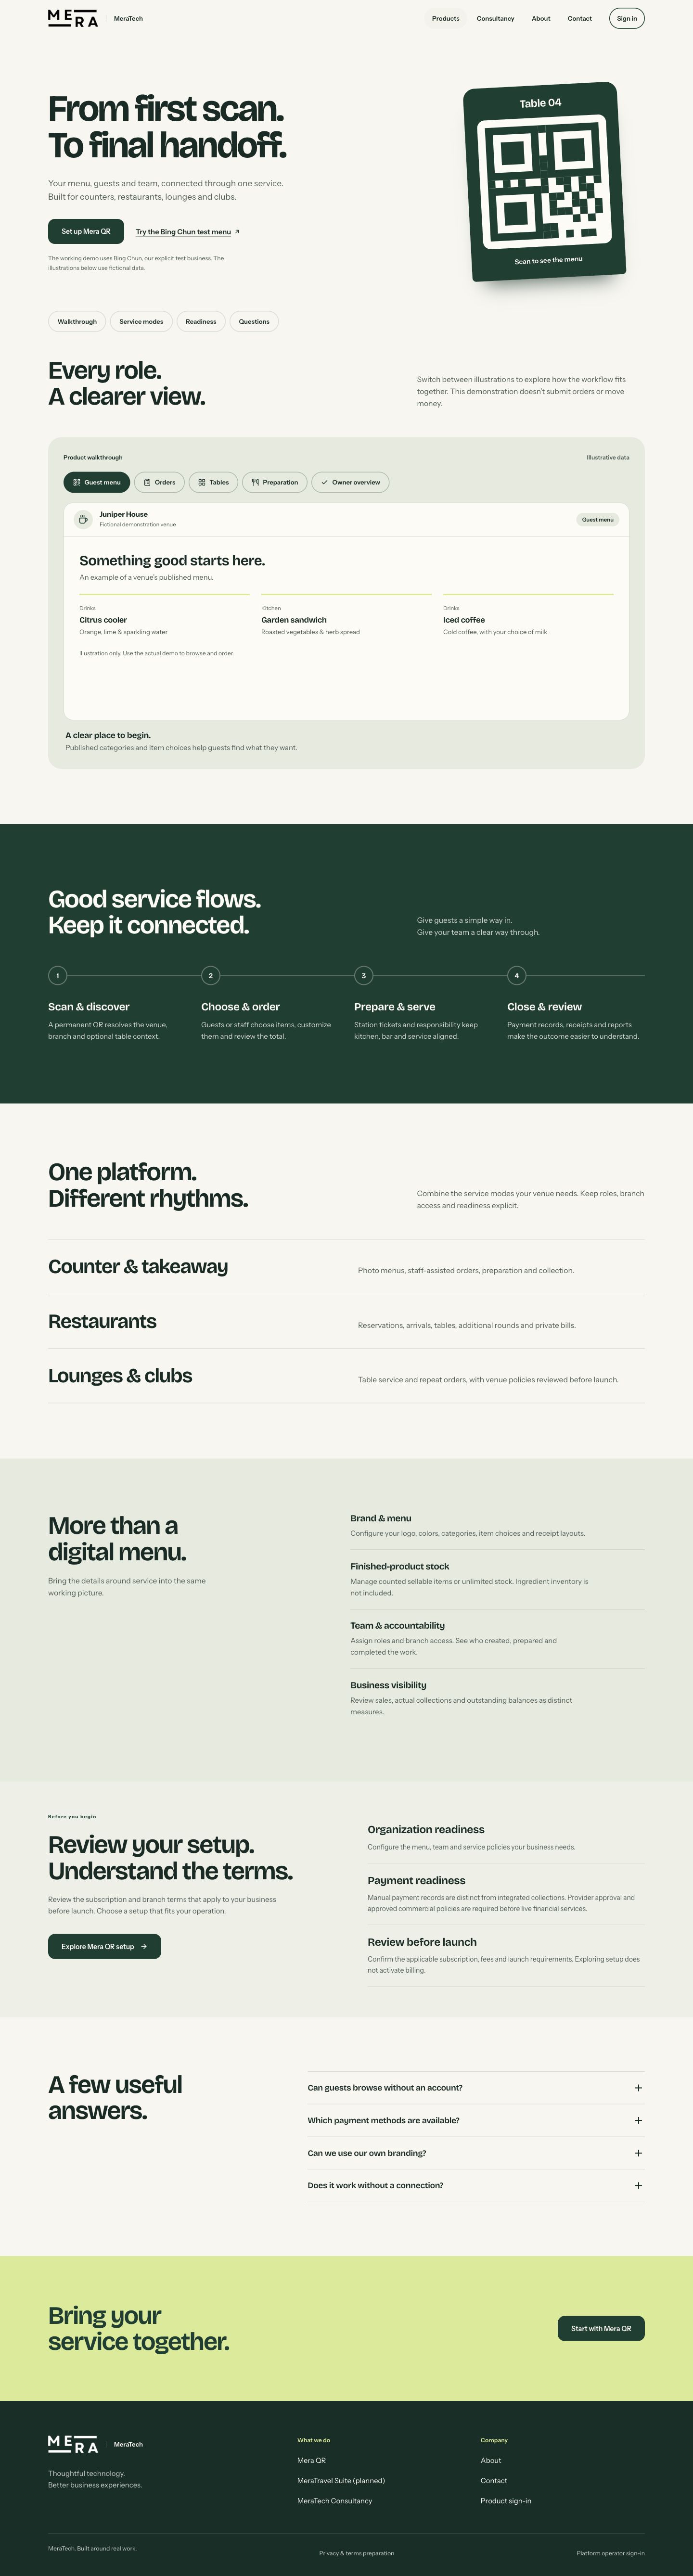 MERA
MeraTech
Products
Consultancy
About
Contact
Sign in
From first scan.
To final handoff.
Your menu, guests and team, connected through one service.
Built for counters, restaurants, lounges and clubs.
Set up Mera QR
Try the Bing Chun test menu
The working demo uses Bing Chun, our explicit test business. The
illustrations below use fictional data.
Table 04
Scan to see the menu
Walkthrough
Service modes
Readiness
Questions
Every role.
A clearer view.
Switch between illustrations to explore how the workflow fits
together. This demonstration doesn't submit orders or move
money.
Product walkthrough
Illustrative data
Guest menu
Orders
Tables
Preparation
Owner overview
Juniper House
Fictional demonstration venue
Guest menu
Something good starts here.
An example of a venue's published menu.
Drinks
Citrus cooler
Orange, lime & sparkling water
Kitchen
Garden sandwich
Roasted vegetables & herb spread
Drinks
Iced coffee
Cold coffee, with your choice of milk
Illustration only. Use the actual demo to browse and order.
A clear place to begin.
Published categories and item choices help guests find what they want.
Good service flows.
Keep it connected.
Give guests a simple way in.
Give your team a clear way through.
1
Scan & discover
A permanent QR resolves the venue,
branch and optional table context.
2
Choose & order
Guests or staff choose items, customize
them and review the total.
3
Prepare & serve
Station tickets and responsibility keep
kitchen, bar and service aligned.
4
Close & review
Payment records, receipts and reports
make the outcome easier to understand.
One platform.
Different rhythms.
Combine the service modes your venue needs. Keep roles, branch
access and readiness explicit.
Counter & takeaway
Photo menus, staff-assisted orders, preparation and collection.
Restaurants
Reservations, arrivals, tables, additional rounds and private bills.
Lounges & clubs
Table service and repeat orders, with venue policies reviewed before launch.
More than a
digital menu.
Bring the details around service into the same
working picture.
Brand & menu
Configure your logo, colors, categories, item choices and receipt layouts.
Finished-product stock
Manage counted sellable items or unlimited stock. Ingredient inventory is
not included.
Team & accountability
Assign roles and branch access. See who created, prepared and
completed the work.
Business visibility
Review sales, actual collections and outstanding balances as distinct
measures.
Before you begin
Review your setup.
Understand the terms.
Review the subscription and branch terms that apply to your business
before launch. Choose a setup that fits your operation.
Explore Mera QR setup
Organization readiness
Configure the menu, team and service policies your business needs.
Payment readiness
Manual payment records are distinct from integrated collections. Provider approval and
approved commercial policies are required before live financial services.
Review before launch
Confirm the applicable subscription, fees and launch requirements. Exploring setup does
not activate billing.
A few useful
answers.
Can guests browse without an account?
Which payment methods are available?
Can we use our own branding?
Does it work without a connection?
Bring your
service together.
Start with Mera QR
MERA
MeraTech
Thoughtful technology.
Better business experiences.
What we do
Mera QR
MeraTravel Suite (planned)
MeraTech Consultancy
Company
About
Contact
Product sign-in
MeraTech. Built around real work.
Privacy & terms preparation
Platform operator sign-in